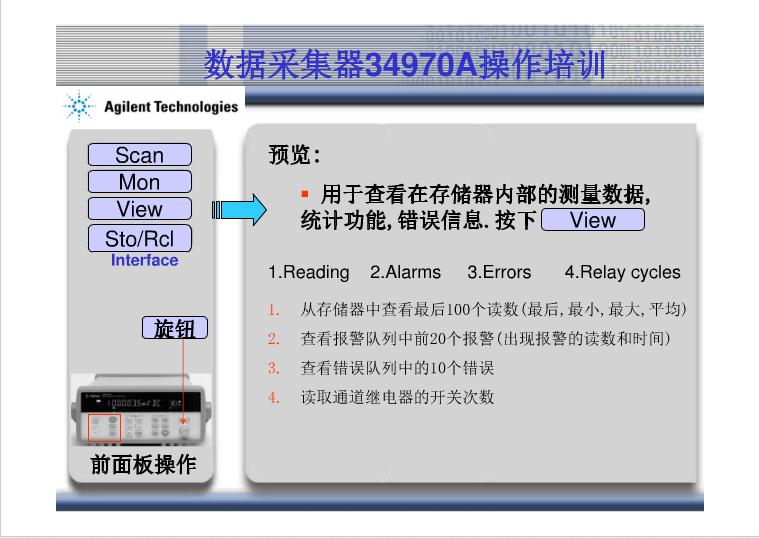 数据采集器34970A操作培训
Agilent Technologies
Scan
Mon
View
Sto/Rcl
Interface
旋钮
前面板操作
预览:
用于查看在存储器内部的测量数据,
统计功能,错误信息.按下 View
1.Reading 2.Alarms 3.Errors 4.Relay cycles
1. 从存储器中查看最后100个读数(最后,最小,最大,平均)
2. 查看报警队列中前20个报警(出现报警的读数和时间)
3. 查看错误队列中的10个错误
4. 读取通道继电器的开关次数